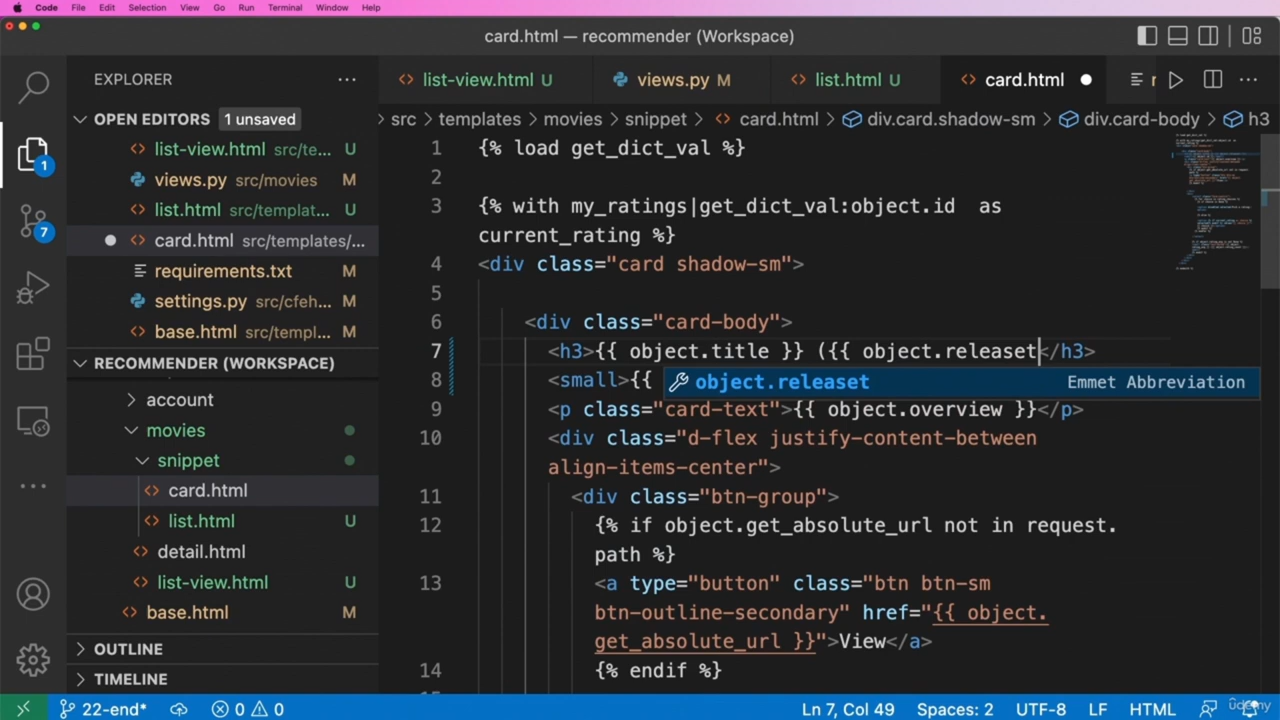 Code File Edit Selection View Go Run Terminal Window Help
card.html — recommender (Workspace)
EXPLORER
list-view.html U
views.py M
list.html U
card.html
OPEN EDITORS 1 unsaved
src > templates > movies > snippet > card.html > div.card.shadow-sm > div.card-body > h3
list-view.html src/te... U
views.py src/movies M
list.html src/templat... U
card.html src/templates/...
requirements.txt M
settings.py src/cfeh... M
base.html src/templ... M
RECOMMENDER (WORKSPACE)
account
movies
snippet
card.html
list.html U
detail.html
list-view.html U
base.html M
OUTLINE
TIMELINE
1 {% load get_dict_val %}
2
3 {% with my_ratings|get_dict_val:object.id as
current_rating %}
4 <div class="card shadow-sm">
5
6 <div class="card-body">
7 <h3>{{ object.title }} ({{ object.releaset</h3>
8 <small>{{
object.releaset Emmet Abbreviation
9 <p class="card-text">{{ object.overview }}</p>
10 <div class="d-flex justify-content-between
align-items-center">
11 <div class="btn-group">
12 {% if object.get_absolute_url not in request.
path %}
13 <a type="button" class="btn btn-sm
btn-outline-secondary" href="{{ object.
get_absolute_url }}">View</a>
14 {% endif %}
1
7
22-end* 0 0
Ln 7, Col 49 Spaces: 2 UTF-8 LF HTML
udemy